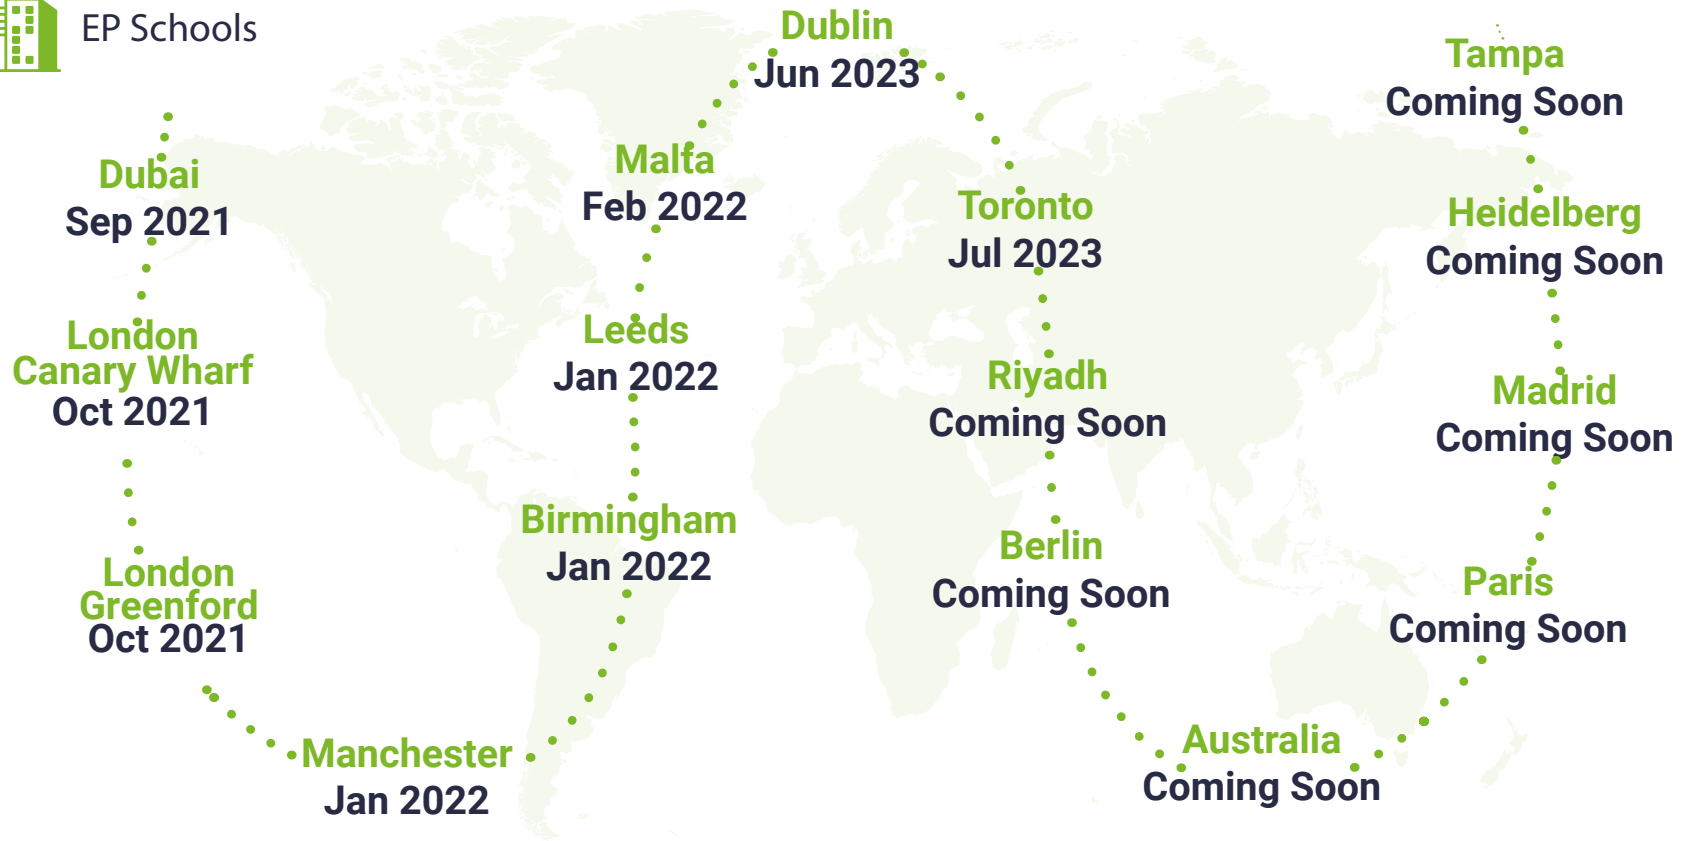 EP Schools
Dubai
Sep 2021
London
Canary Wharf
Oct 2021
London
Greenford
Oct 2021
Manchester
Jan 2022
Birmingham
Jan 2022
Leeds
Jan 2022
Malta
Feb 2022
Dublin
Jun 2023
Toronto
Jul 2023
Riyadh
Coming Soon
Berlin
Coming Soon
Australia
Coming Soon
Paris
Coming Soon
Madrid
Coming Soon
Heidelberg
Coming Soon
Tampa
Coming Soon